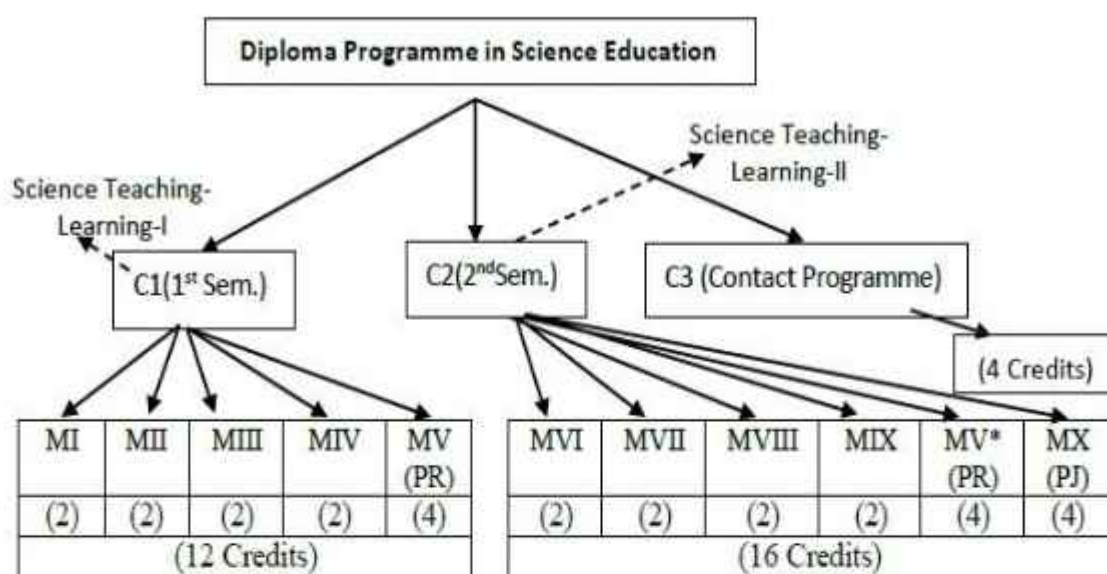 Diploma Programme in Science Education
Science Teaching-
Learning-II
Science Teaching-
Learning-I
C1(1st Sem.)
C2(2ndSem.)
C3 (Contact Programme)
(4 Credits)
MI MII MIII MIV MV
(PR)
(2) (2) (2) (2) (4)
(12 Credits)
MVI MVII MVIII MIX MV* MX
(PR) (PJ)
(2) (2) (2) (2) (4) (4)
(16 Credits)